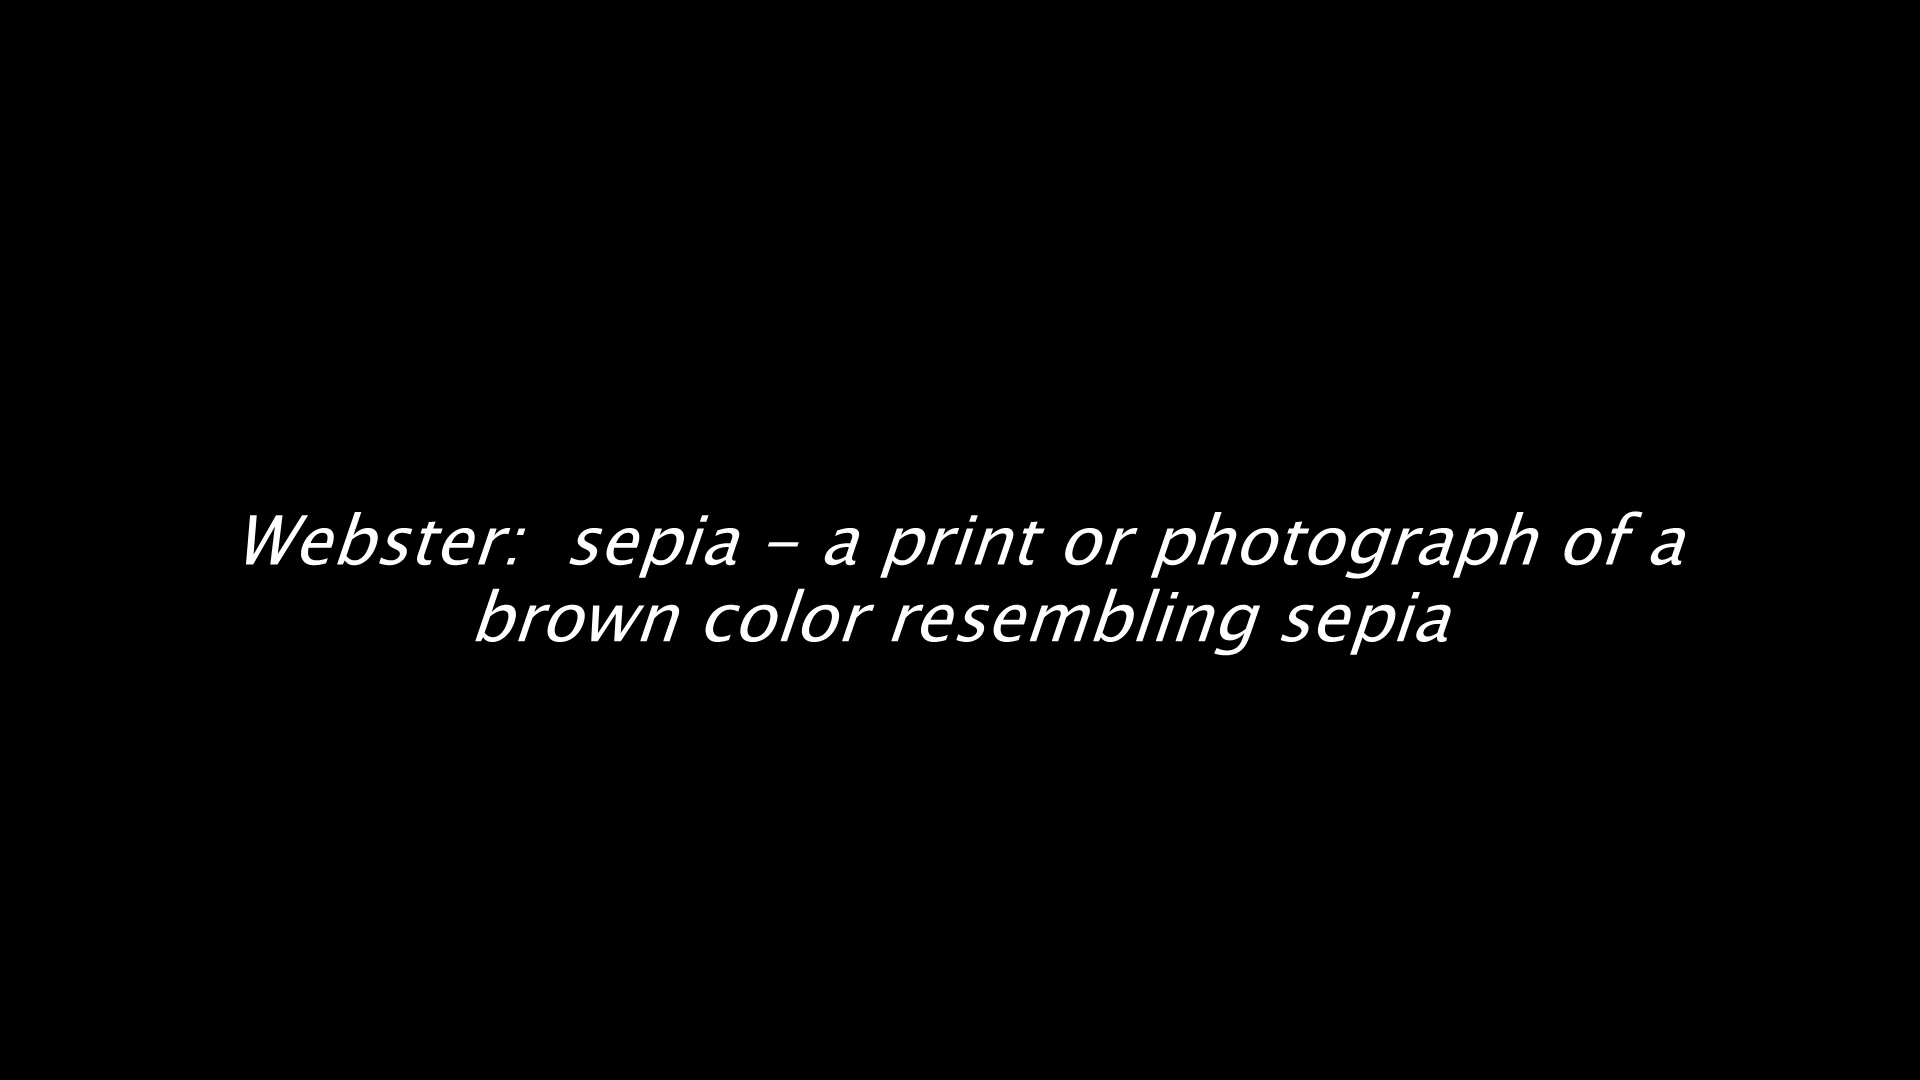 Webster:  sepia – a print or photograph of a
brown color resembling sepia